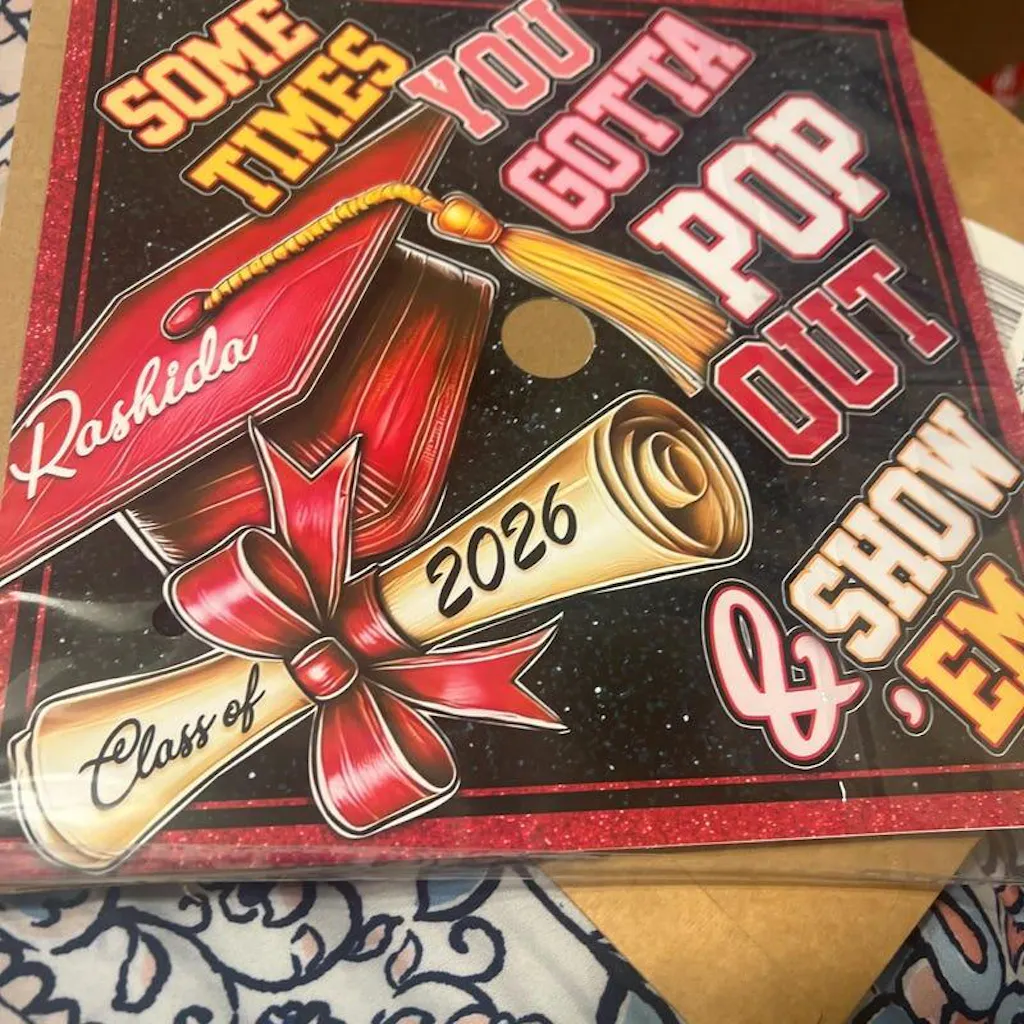 SOME
TIMES
YOU
GOTTA
POP
OUT
& SHOW
'EM
Rashida
Class of
2026